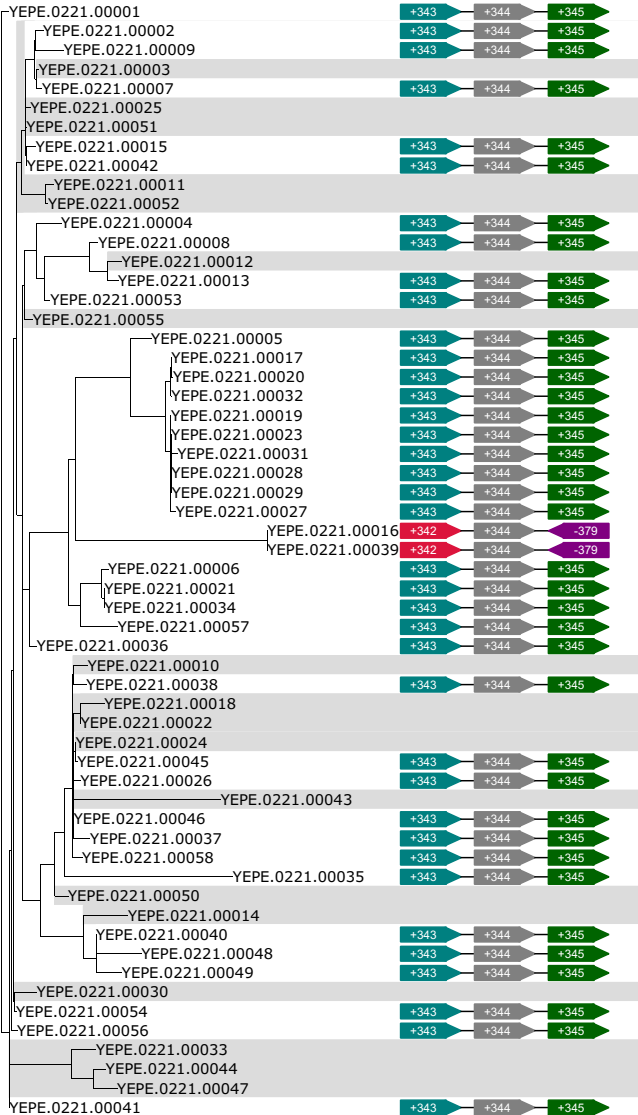 YEPE.0221.00001 +343 +344 +345
YEPE.0221.00002 +343 +344 +345
YEPE.0221.00009 +343 +344 +345
YEPE.0221.00003
YEPE.0221.00007 +343 +344 +345
YEPE.0221.00025
YEPE.0221.00051
YEPE.0221.00015 +343 +344 +345
YEPE.0221.00042 +343 +344 +345
YEPE.0221.00011
YEPE.0221.00052
YEPE.0221.00004 +343 +344 +345
YEPE.0221.00008 +343 +344 +345
YEPE.0221.00012
YEPE.0221.00013 +343 +344 +345
YEPE.0221.00053 +343 +344 +345
YEPE.0221.00055
YEPE.0221.00005 +343 +344 +345
YEPE.0221.00017 +343 +344 +345
YEPE.0221.00020 +343 +344 +345
YEPE.0221.00032 +343 +344 +345
YEPE.0221.00019 +343 +344 +345
YEPE.0221.00023 +343 +344 +345
YEPE.0221.00031 +343 +344 +345
YEPE.0221.00028 +343 +344 +345
YEPE.0221.00029 +343 +344 +345
YEPE.0221.00027 +343 +344 +345
YEPE.0221.00016 +342 +344 -379
YEPE.0221.00039 +342 +344 -379
YEPE.0221.00006 +343 +344 +345
YEPE.0221.00021 +343 +344 +345
YEPE.0221.00034 +343 +344 +345
YEPE.0221.00057 +343 +344 +345
YEPE.0221.00036 +343 +344 +345
YEPE.0221.00010
YEPE.0221.00038 +343 +344 +345
YEPE.0221.00018
YEPE.0221.00022
YEPE.0221.00024
YEPE.0221.00045 +343 +344 +345
YEPE.0221.00026 +343 +344 +345
YEPE.0221.00043
YEPE.0221.00046 +343 +344 +345
YEPE.0221.00037 +343 +344 +345
YEPE.0221.00058 +343 +344 +345
YEPE.0221.00035 +343 +344 +345
YEPE.0221.00050
YEPE.0221.00014
YEPE.0221.00040 +343 +344 +345
YEPE.0221.00048 +343 +344 +345
YEPE.0221.00049 +343 +344 +345
YEPE.0221.00030
YEPE.0221.00054 +343 +344 +345
YEPE.0221.00056 +343 +344 +345
YEPE.0221.00033
YEPE.0221.00044
YEPE.0221.00047
YEPE.0221.00041 +343 +344 +345